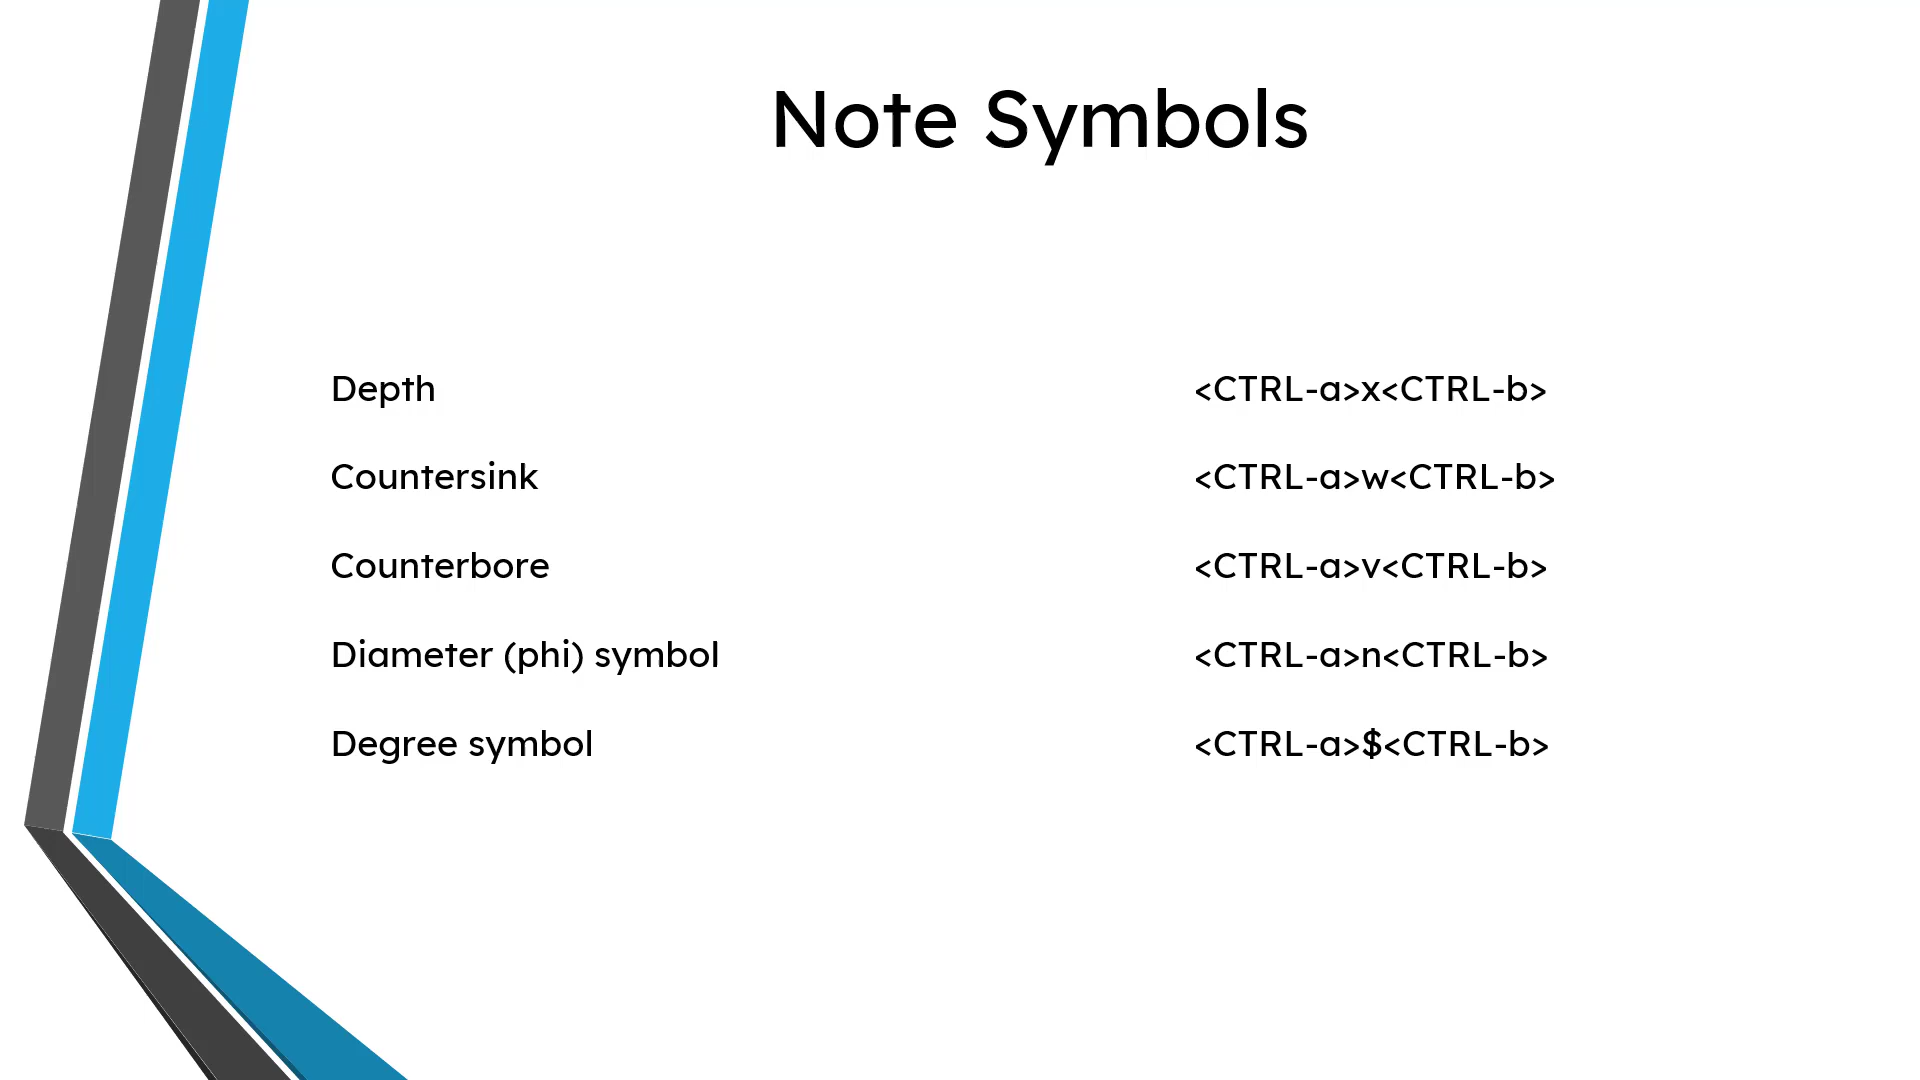 Note Symbols
Depth <CTRL-a>x<CTRL-b>
Countersink <CTRL-a>w<CTRL-b>
Counterbore <CTRL-a>v<CTRL-b>
Diameter (phi) symbol <CTRL-a>n<CTRL-b>
Degree symbol <CTRL-a>$<CTRL-b>